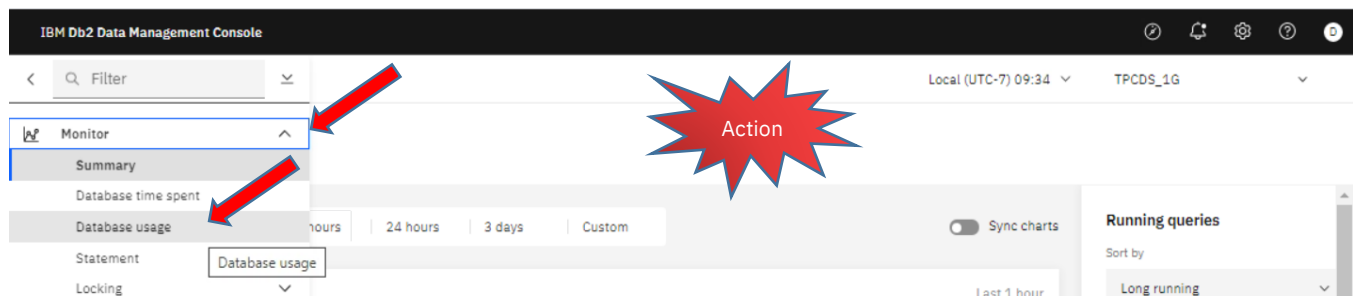 IBM Db2 Data Management Console
D
Filter
Local (UTC-7) 09:34
TPCDS_1G
Action
Monitor
Summary
Database time spent
Database usage
hours
24 hours
3 days
Custom
Sync charts
Running queries
Sort by
Statement
Database usage
Locking
Last 1 hour
Long running